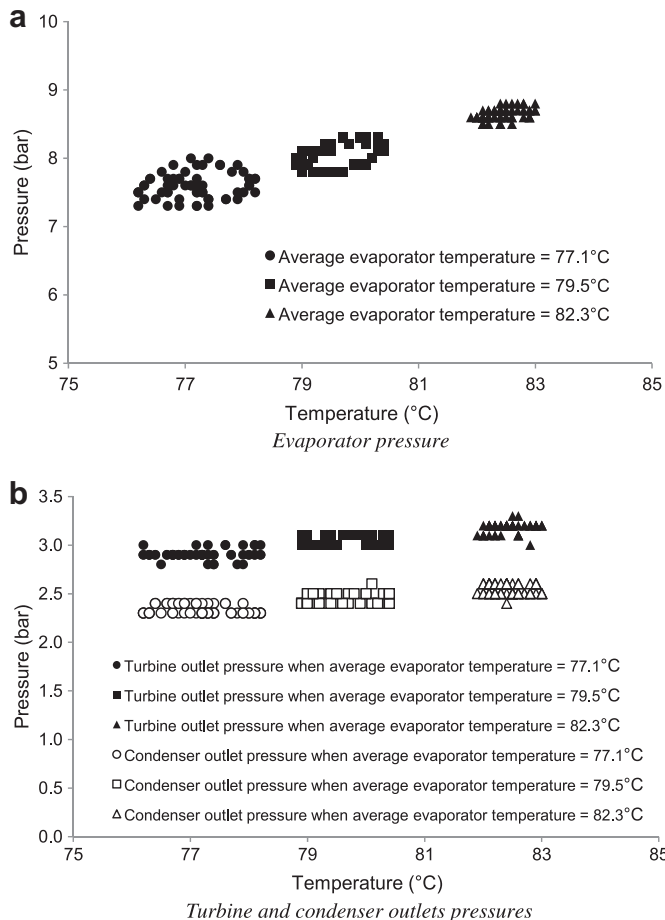 a
10
9
8
7
6
5
Pressure (bar)
● Average evaporator temperature = 77.1°C
■ Average evaporator temperature = 79.5°C
▲ Average evaporator temperature = 82.3°C
75 77 79 81 83 85
Temperature (°C)
Evaporator pressure
b
3.5
3.0
2.5
2.0
1.5
1.0
0.5
0.0
Pressure (bar)
● Turbine outlet pressure when average evaporator temperature = 77.1°C
■ Turbine outlet pressure when average evaporator temperature = 79.5°C
▲ Turbine outlet pressure when average evaporator temperature = 82.3°C
○ Condenser outlet pressure when average evaporator temperature = 77.1°C
□ Condenser outlet pressure when average evaporator temperature = 79.5°C
△ Condenser outlet pressure when average evaporator temperature = 82.3°C
75 77 79 81 83 85
Temperature (°C)
Turbine and condenser outlets pressures